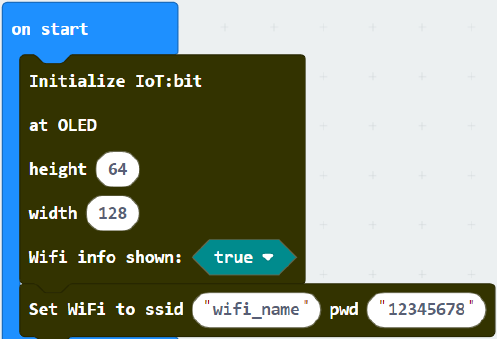 on start
Initialize IoT:bit
at OLED
height 64
width 128
Wifi info shown: true
Set WiFi to ssid "wifi_name" pwd "12345678"